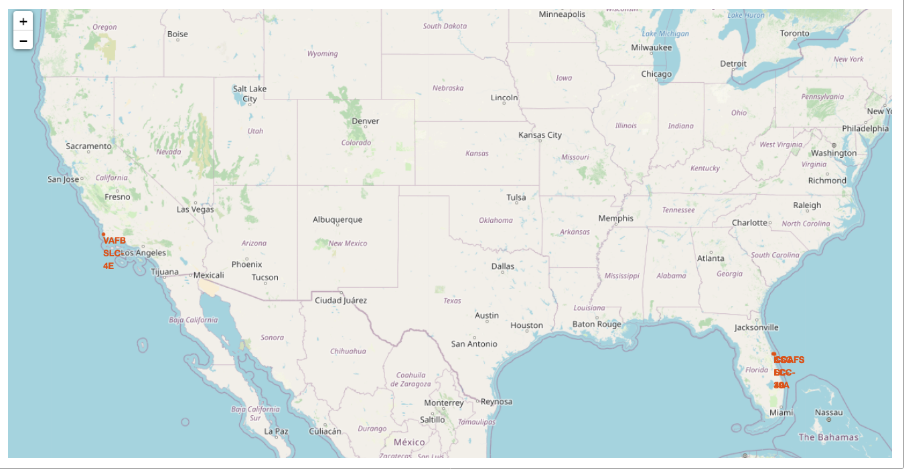 +
−
Oregon
Boise
Wyoming
South Dakota
Minneapolis
Wisconsin
Lake Michigan
Lake Huron
Toronto
Milwaukee
Detroit
New York
Chicago
Salt Lake
City
Nebraska
Iowa
Lincoln
Pennsylvania
Ohio
Illinois
Indiana
Denver
Colorado
Utah
Nevada
Sacramento
Kansas
Kansas City
Missouri
Philadelphia
West Virginia
Washington
Virginia
Kentucky
Richmond
San Jose
California
Fresno
Las Vegas
Tulsa
Oklahoma
Memphis
Tennessee
Raleigh
North Carolina
Charlotte
Albuquerque
New Mexico
Arizona
Arkansas
South Carolina
VAFB
SLC-
4E
Los Angeles
Phoenix
Tucson
Tijuana
Mexicali
Dallas
Atlanta
Georgia
Mississippi
Alabama
Texas
Louisiana
Ciudad Juárez
Austin
Houston
Baton Rouge
Jacksonville
Baja California
Sonora
Chihuahua
San Antonio
CCAFS
Florida
Coahuila
de Zaragoza
Monterrey
Reynosa
Saltillo
Tamaulipas
Miami
Nassau
The Bahamas
Baja California
Sur
La Paz
Culiacán
Durango
México
Zacatecas
San Luis